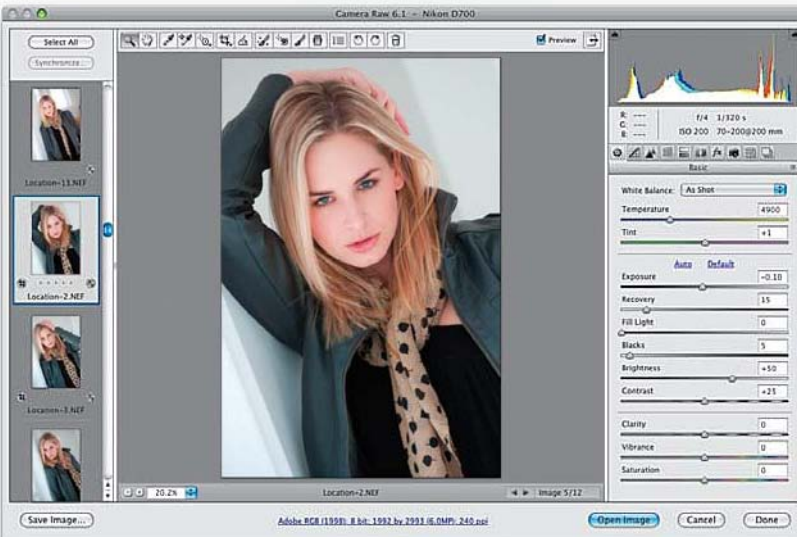 Camera Raw 6.1 – Nikon D700
Select All
Synchronize...
Preview
Location-13.NEF
Location-2.NEF
Location-3.NEF
R: ---
G: ---
B: ---
f/4 1/320 s
ISO 200 70-200@200 mm
Basic
White Balance: As Shot
Temperature 4900
Tint +1
Auto Default
Exposure -0.10
Recovery 15
Fill Light 0
Blacks 5
Brightness +50
Contrast +25
Clarity 0
Vibrance 0
Saturation 0
20.2%
Location-2.NEF
Image 5/12
Save Image...
Adobe RGB (1998); 8 bit; 1992 by 2993 (6.0MP); 240 ppi
Open Image
Cancel
Done